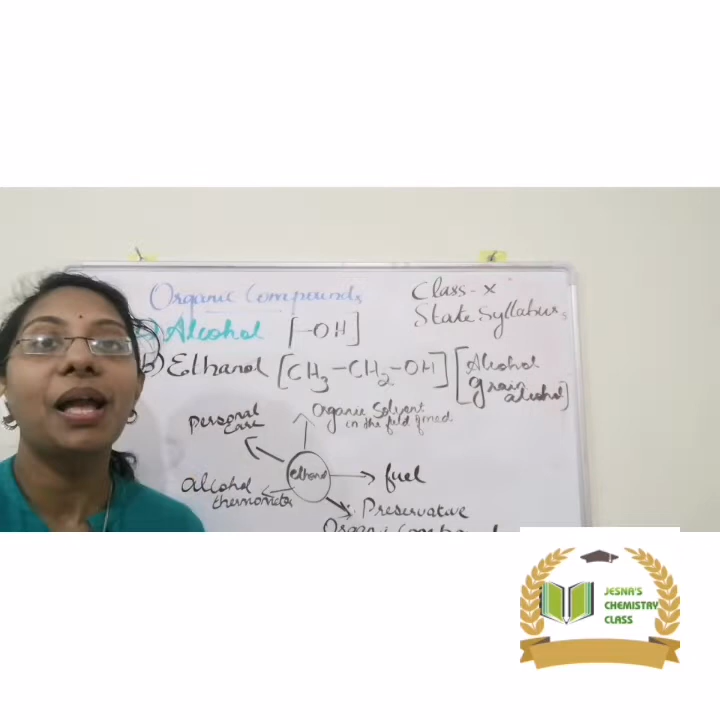 Organic Compounds
Class - X
State Syllabus
Alcohol [-OH]
b) Ethanol [CH3-CH2-OH] [Alcohol
grain alcohol]
Personal Care
Organic Solvent
in the field of med.
ethanol
fuel
alcohol thermometer
Preservative
JESNA'S
CHEMISTRY
CLASS